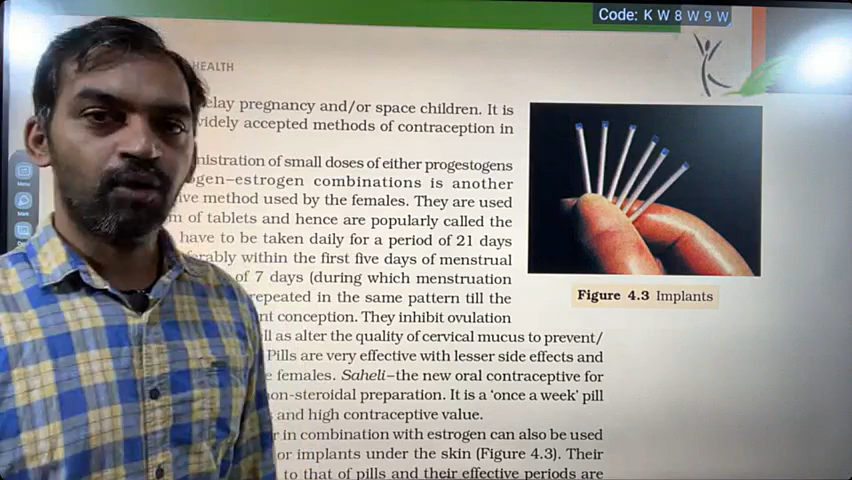 Code: K W 8 W 9 W
HEALTH
elay pregnancy and/or space children. It is
widely accepted methods of contraception in
nistration of small doses of either progestogens
ogen–estrogen combinations is another
ive method used by the females. They are used
m of tablets and hence are popularly called the
have to be taken daily for a period of 21 days
ferably within the first five days of menstrual
of 7 days (during which menstruation
repeated in the same pattern till the
nt conception. They inhibit ovulation
ll as alter the quality of cervical mucus to prevent/
Pills are very effective with lesser side effects and
e females. Saheli–the new oral contraceptive for
non-steroidal preparation. It is a 'once a week' pill
s and high contraceptive value.
r in combination with estrogen can also be used
or implants under the skin (Figure 4.3). Their
to that of pills and their effective periods are
Figure 4.3 Implants
Menu
Mark